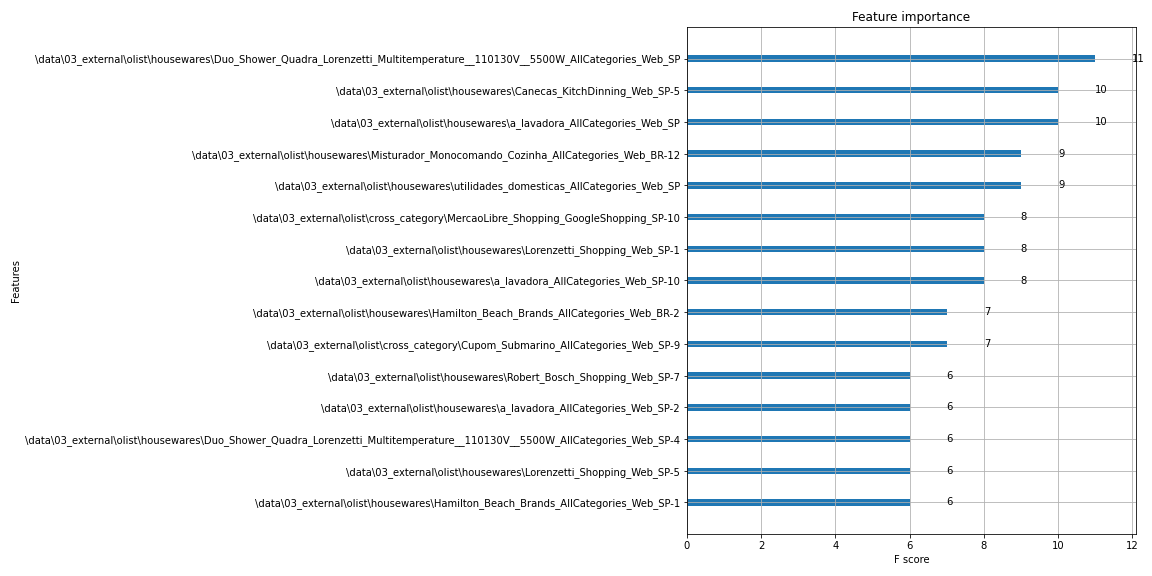 Feature importance
\data\03_external\olist\housewares\Duo_Shower_Quadra_Lorenzetti_Multitemperature__110130V__5500W_AllCategories_Web_SP 11
\data\03_external\olist\housewares\Canecas_KitchDinning_Web_SP-5 10
\data\03_external\olist\housewares\a_lavadora_AllCategories_Web_SP 10
\data\03_external\olist\housewares\Misturador_Monocomando_Cozinha_AllCategories_Web_BR-12 9
\data\03_external\olist\housewares\utilidades_domesticas_AllCategories_Web_SP 9
\data\03_external\olist\cross_category\MercaoLibre_Shopping_GoogleShopping_SP-10 8
\data\03_external\olist\housewares\Lorenzetti_Shopping_Web_SP-1 8
\data\03_external\olist\housewares\a_lavadora_AllCategories_Web_SP-10 8
\data\03_external\olist\housewares\Hamilton_Beach_Brands_AllCategories_Web_BR-2 7
\data\03_external\olist\cross_category\Cupom_Submarino_AllCategories_Web_SP-9 7
\data\03_external\olist\housewares\Robert_Bosch_Shopping_Web_SP-7 6
\data\03_external\olist\housewares\a_lavadora_AllCategories_Web_SP-2 6
\data\03_external\olist\housewares\Duo_Shower_Quadra_Lorenzetti_Multitemperature__110130V__5500W_AllCategories_Web_SP-4 6
\data\03_external\olist\housewares\Lorenzetti_Shopping_Web_SP-5 6
\data\03_external\olist\housewares\Hamilton_Beach_Brands_AllCategories_Web_SP-1 6
Features
0 2 4 6 8 10 12
F score